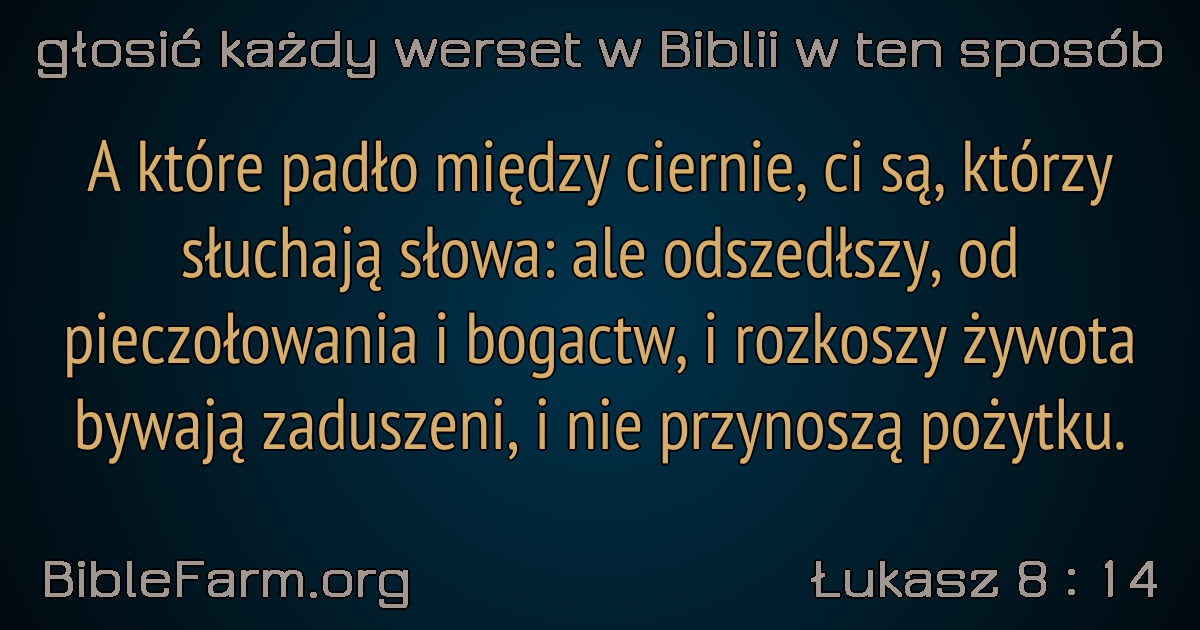 głosić każdy werset w Biblii w ten sposób
A które padło między ciernie, ci są, którzy
słuchają słowa: ale odszedłszy, od
pieczołowania i bogactw, i rozkoszy żywota
bywają zaduszeni, i nie przynoszą pożytku.
BibleFarm.org
Łukasz 8 : 14